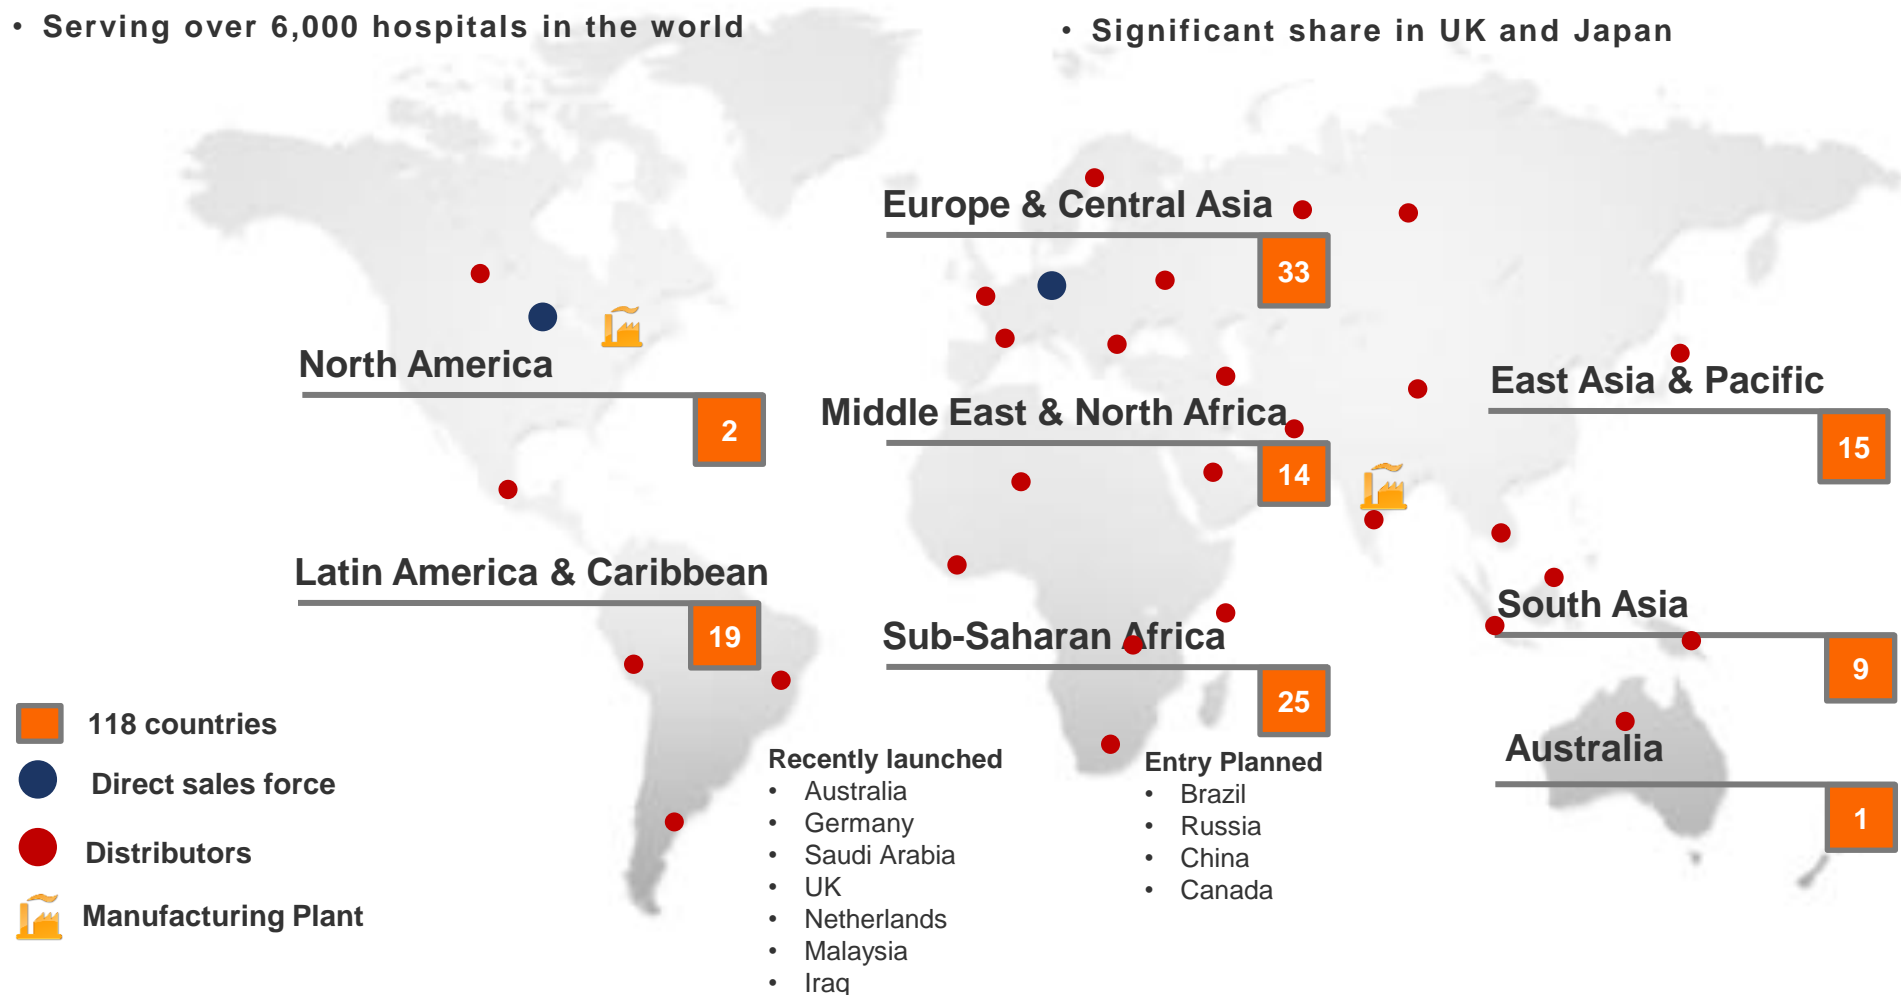 • Serving over 6,000 hospitals in the world
• Significant share in UK and Japan
Europe & Central Asia
33
North America
2
Middle East & North Africa
14
East Asia & Pacific
15
Latin America & Caribbean
19
Sub-Saharan Africa
25
South Asia
9
Australia
1
118 countries
Direct sales force
Distributors
Manufacturing Plant
Recently launched
• Australia
• Germany
• Saudi Arabia
• UK
• Netherlands
• Malaysia
• Iraq
Entry Planned
• Brazil
• Russia
• China
• Canada